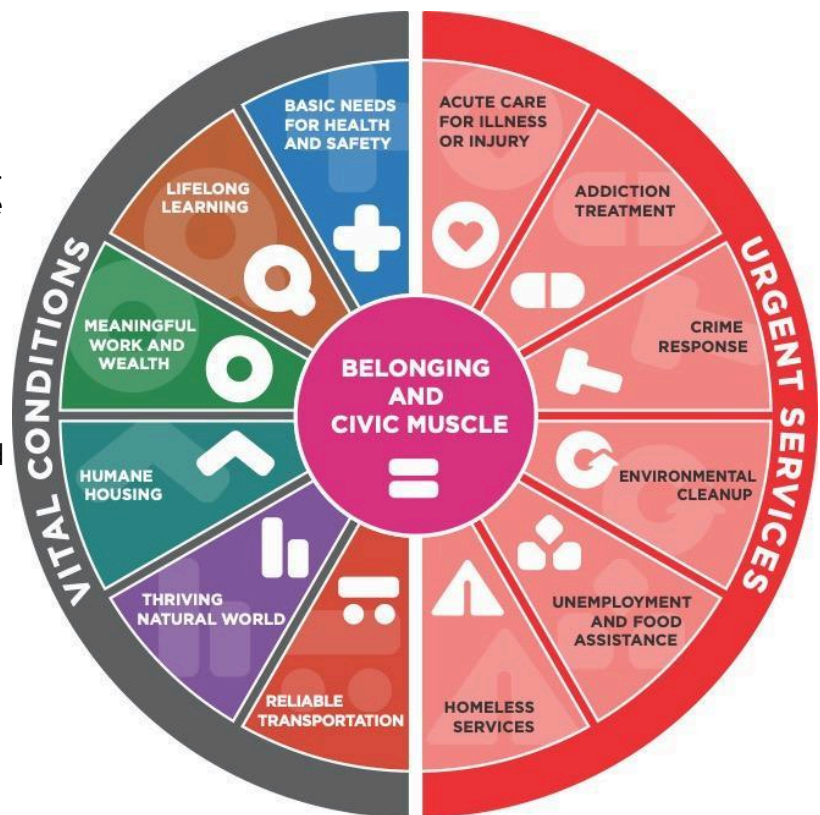 BASIC NEEDS
FOR HEALTH
AND SAFETY
ACUTE CARE
FOR ILLNESS
OR INJURY
LIFELONG
LEARNING
ADDICTION
TREATMENT
MEANINGFUL
WORK AND
WEALTH
CRIME
RESPONSE
VITAL CONDITIONS
BELONGING
AND
CIVIC MUSCLE
URGENT SERVICES
HUMANE
HOUSING
ENVIRONMENTAL
CLEANUP
THRIVING
NATURAL WORLD
UNEMPLOYMENT
AND FOOD
ASSISTANCE
RELIABLE
TRANSPORTATION
HOMELESS
SERVICES